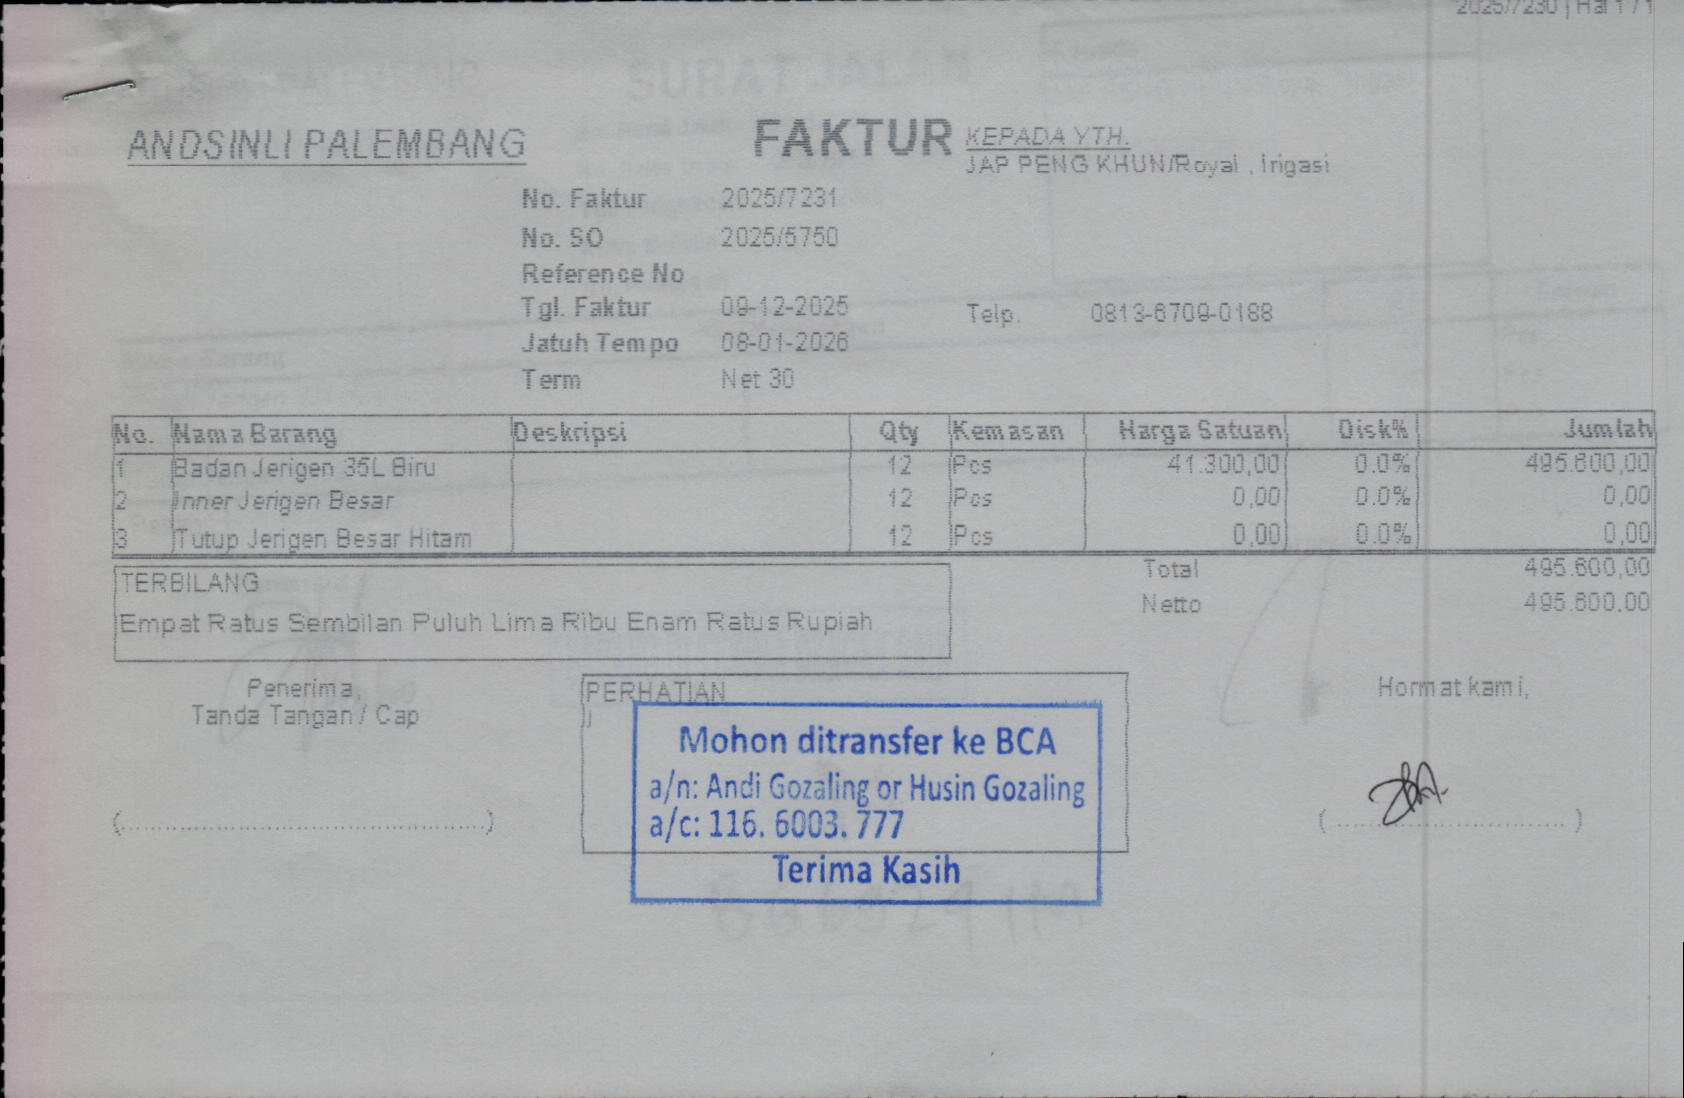 2025/7230 | Hal 1 / 1
ANDSINLI PALEMBANG
FAKTUR
KEPADA YTH.
JAP PENG KHUN/Royal , Irigasi
No. Faktur 2025/7231
No. SO 2025/5750
Reference No
Tgl. Faktur 09-12-2025
Telp. 0813-6709-0188
Jatuh Tempo 08-01-2026
Term Net 30
No. Nama Barang Deskripsi Qty Kemasan Harga Satuan Disk% Jumlah
1 Badan Jerigen 35L Biru 12 Pcs 41.300,00 0.0% 495.600,00
2 Inner Jerigen Besar 12 Pcs 0,00 0.0% 0,00
3 Tutup Jerigen Besar Hitam 12 Pcs 0,00 0.0% 0,00
TERBILANG
Empat Ratus Sembilan Puluh Lima Ribu Enam Ratus Rupiah
Total 495.600,00
Netto 495.600,00
Penerima,
Tanda Tangan / Cap
PERHATIAN
Mohon ditransfer ke BCA
a/n: Andi Gozaling or Husin Gozaling
a/c: 116. 6003. 777
Terima Kasih
Hormat kami,
(..................................................)
( ............................... )
SURAT JALAN